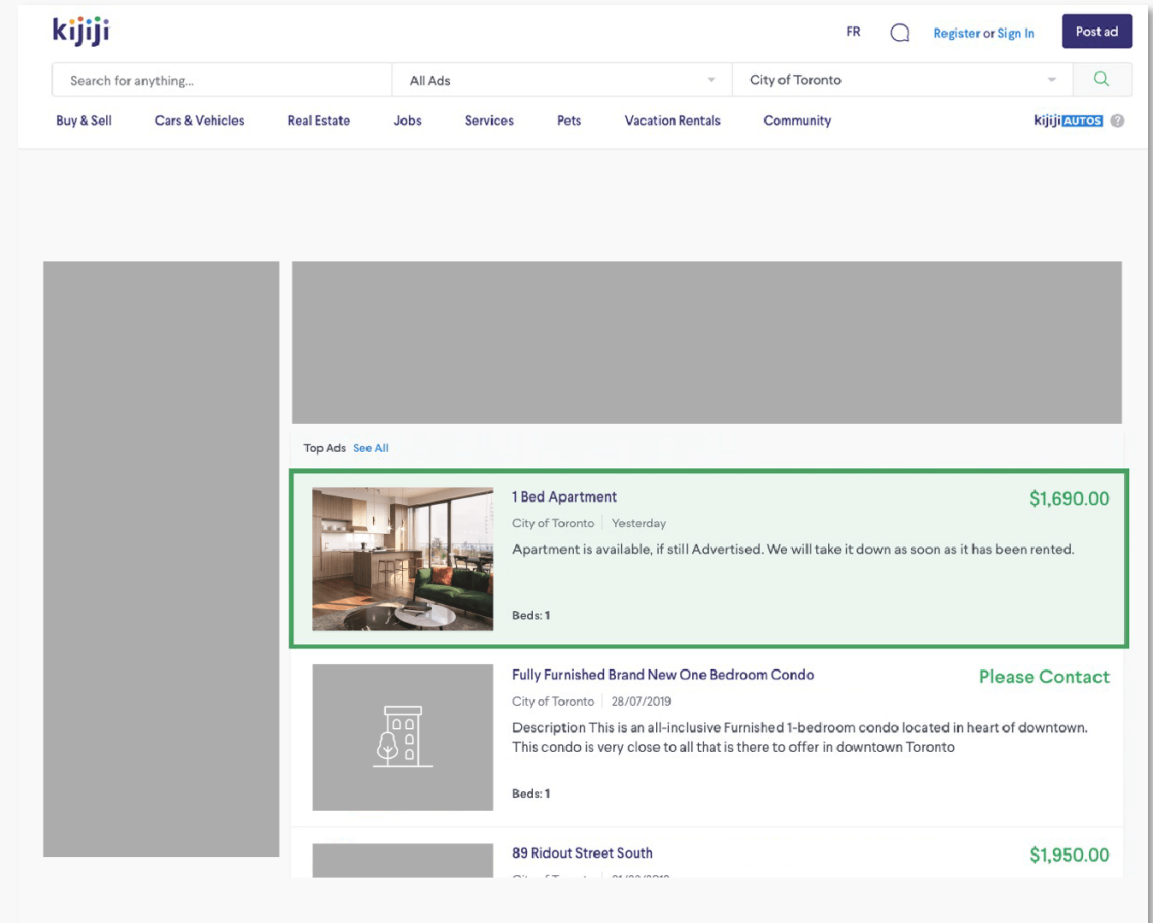 kijiji
FR
Register or Sign In
Post ad
Search for anything...
All Ads
City of Toronto
Buy & Sell
Cars & Vehicles
Real Estate
Jobs
Services
Pets
Vacation Rentals
Community
kijiji AUTOS ?
Top Ads See All
1 Bed Apartment
$1,690.00
City of Toronto | Yesterday
Apartment is available, if still Advertised. We will take it down as soon as it has been rented.
Beds: 1
Fully Furnished Brand New One Bedroom Condo
Please Contact
City of Toronto | 28/07/2019
Description This is an all-inclusive Furnished 1-bedroom condo located in heart of downtown.
This condo is very close to all that is there to offer in downtown Toronto
Beds: 1
89 Ridout Street South
$1,950.00